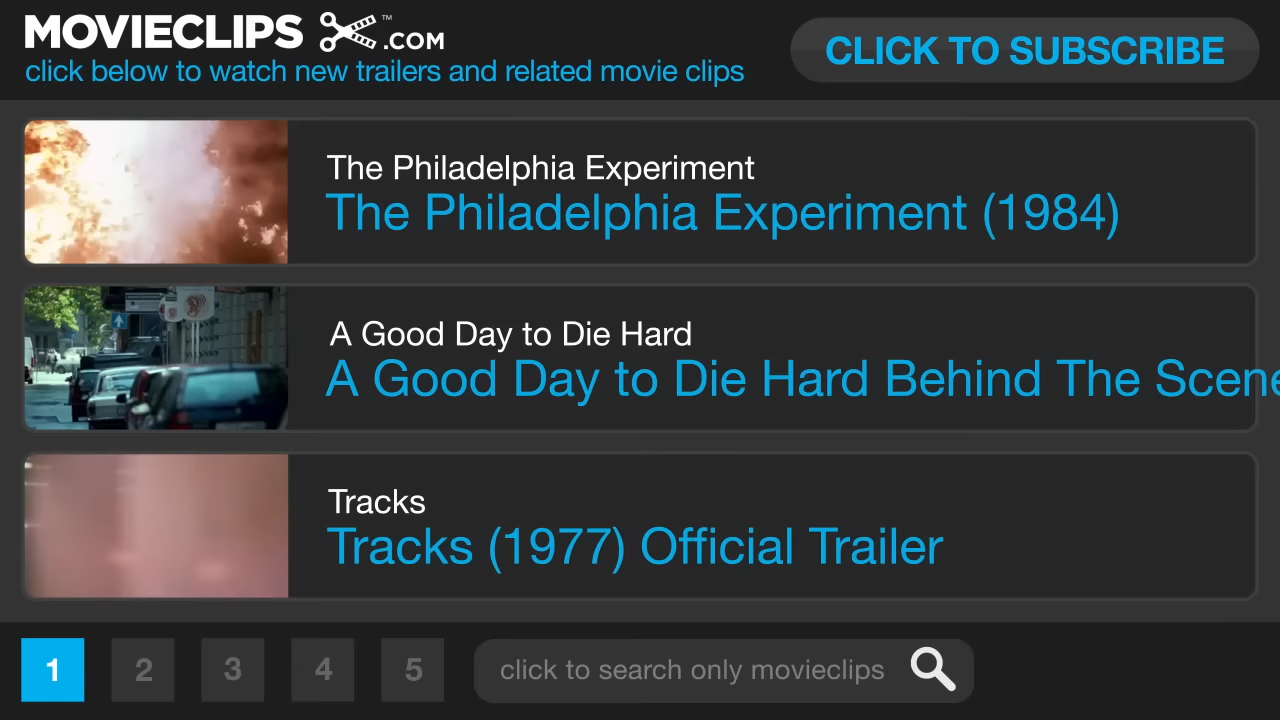 MOVIECLIPS ™ .COM
click below to watch new trailers and related movie clips
CLICK TO SUBSCRIBE
The Philadelphia Experiment
The Philadelphia Experiment (1984)
A Good Day to Die Hard
A Good Day to Die Hard Behind The Scene
Tracks
Tracks (1977) Official Trailer
1 2 3 4 5
click to search only movieclips